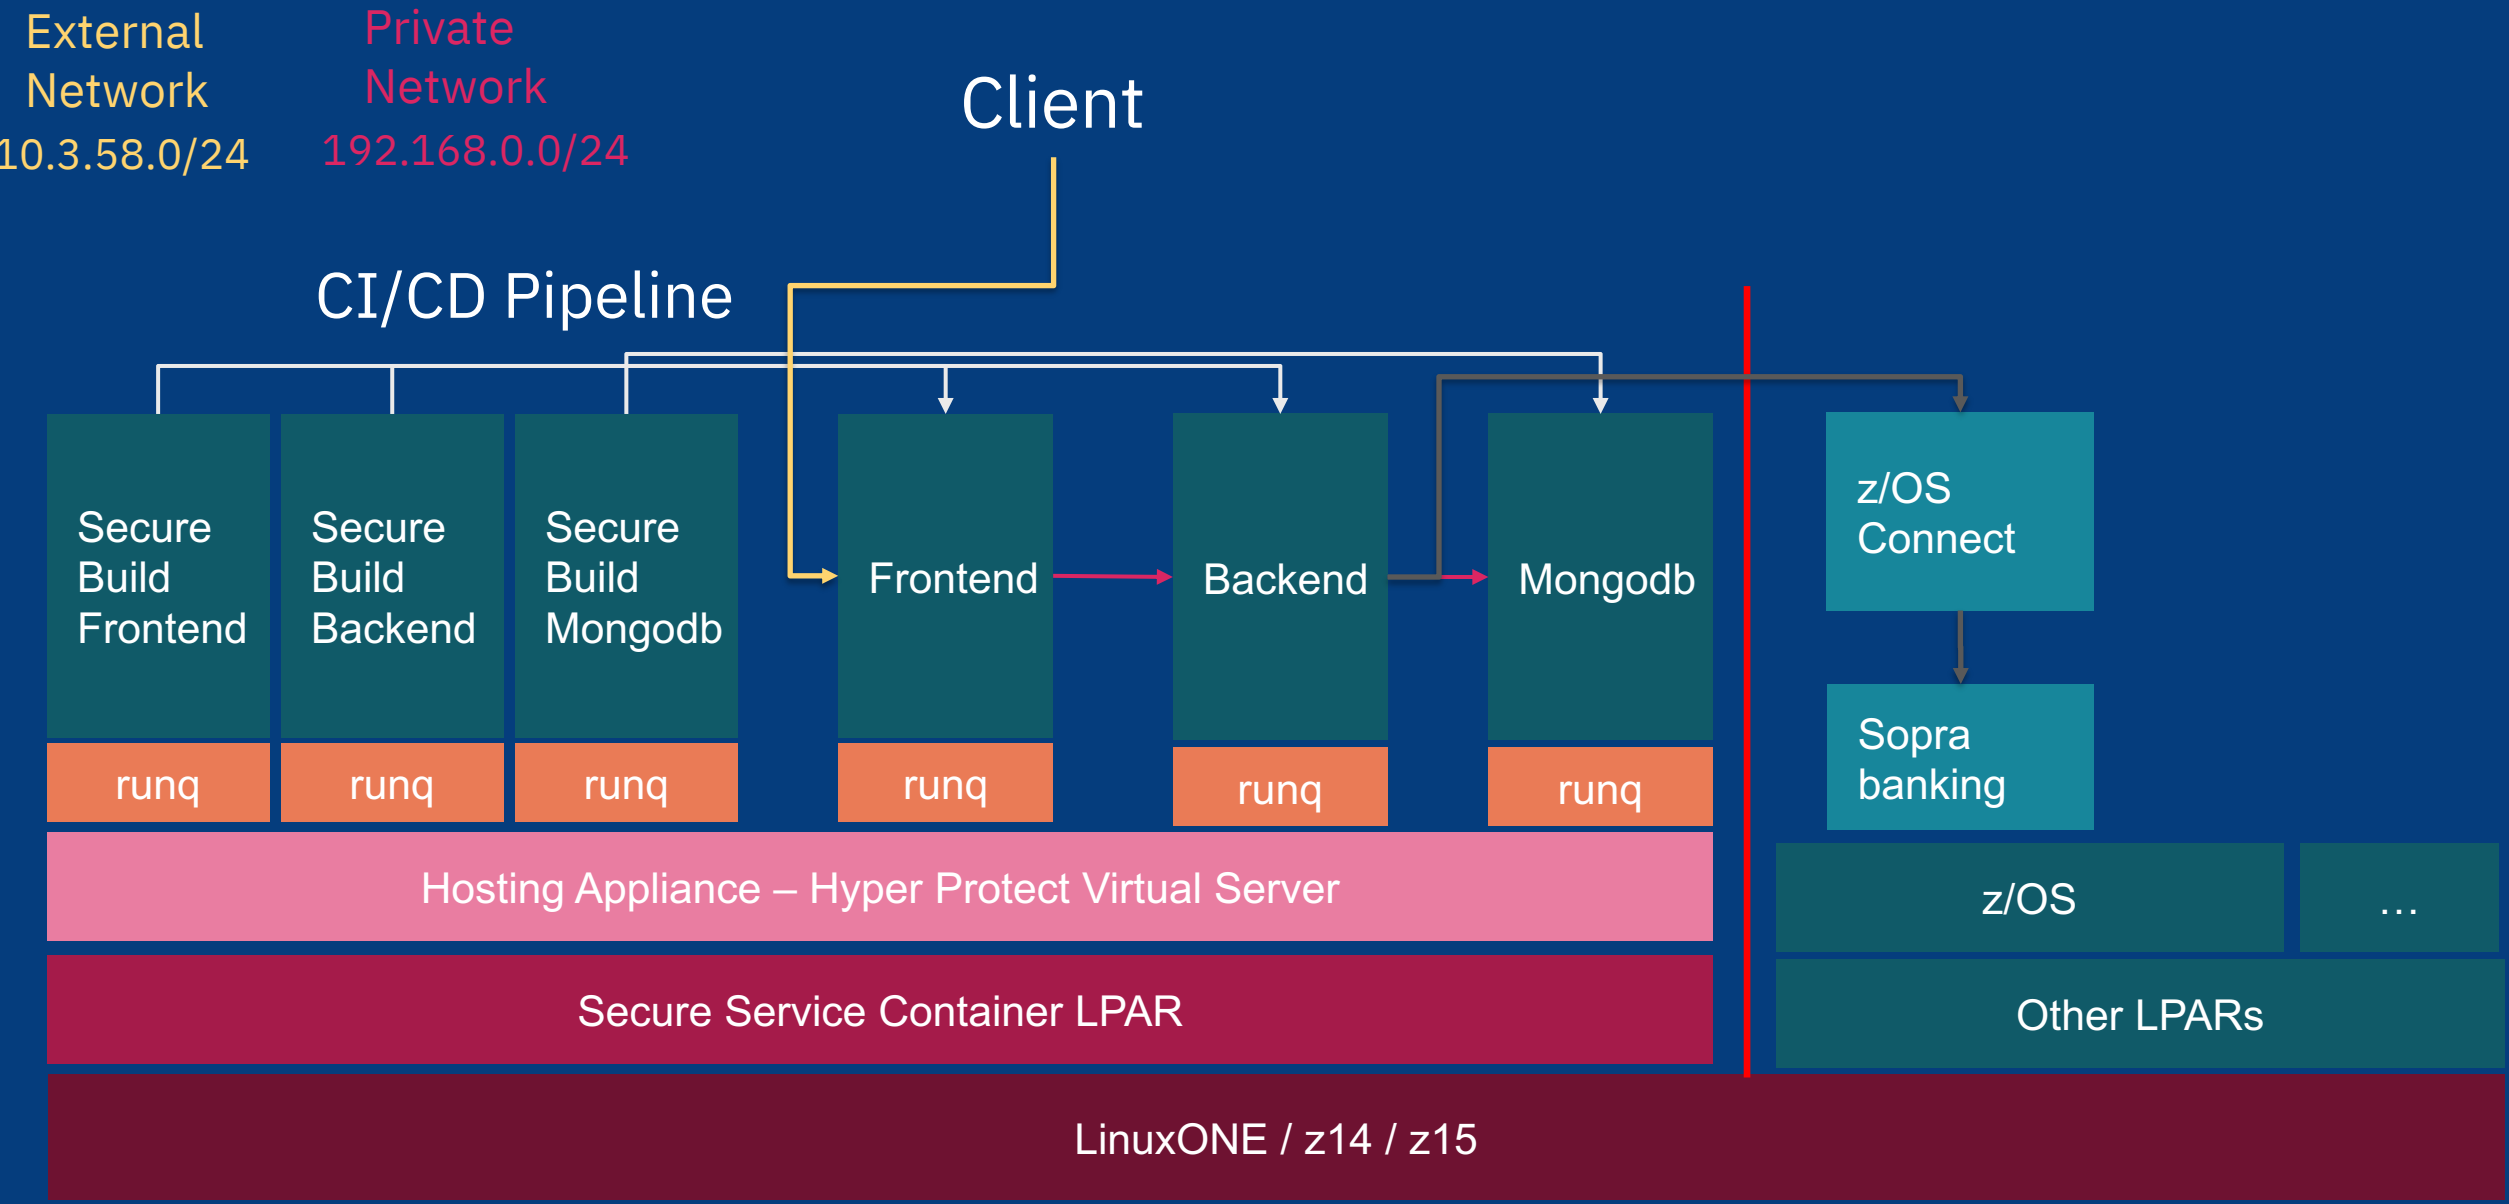 External
Network
10.3.58.0/24
Private
Network
192.168.0.0/24
Client
CI/CD Pipeline
Secure
Build
Frontend
Secure
Build
Backend
Secure
Build
Mongodb
Frontend
Backend
Mongodb
z/OS
Connect
Sopra
banking
runq
runq
runq
runq
runq
runq
Hosting Appliance – Hyper Protect Virtual Server
z/OS
...
Secure Service Container LPAR
Other LPARs
LinuxONE / z14 / z15